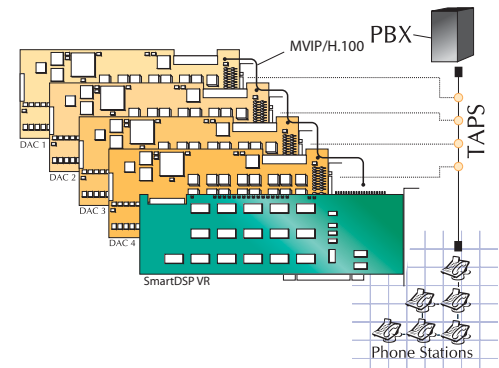 PBX
MVIP/H.100
TAPS
DAC 1
DAC 2
DAC 3
DAC 4
SmartDSP VR
Phone Stations